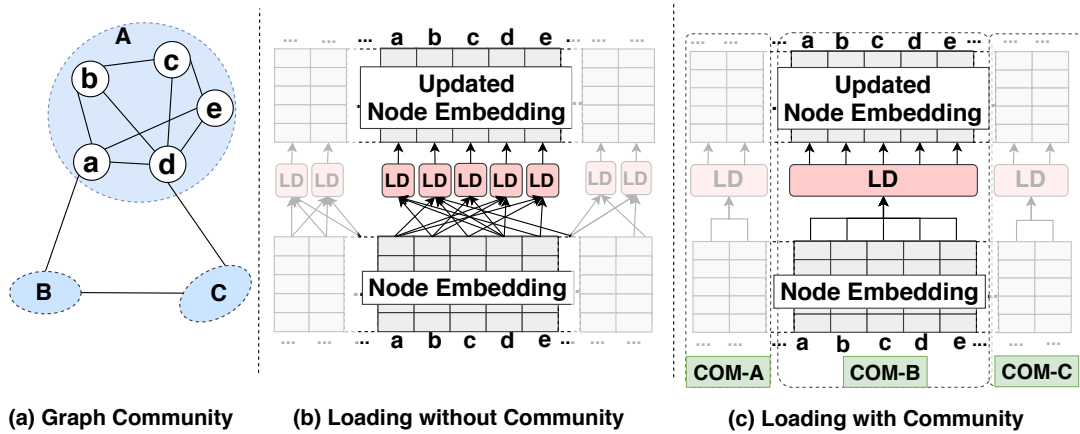 A
b
c
e
a
d
B
C
(a) Graph Community
... ... ... a b c d e ... ... ...
Updated
Node Embedding
... ...
LD LD LD LD LD LD LD LD LD
Node Embedding
... ...
... ... ... a b c d e ... ... ...
(b) Loading without Community
... ... ... a b c d e ... ... ...
Updated
Node Embedding
... ...
LD LD LD
Node Embedding
... ...
... ... ... a b c d e ... ... ...
COM-A COM-B COM-C
(c) Loading with Community